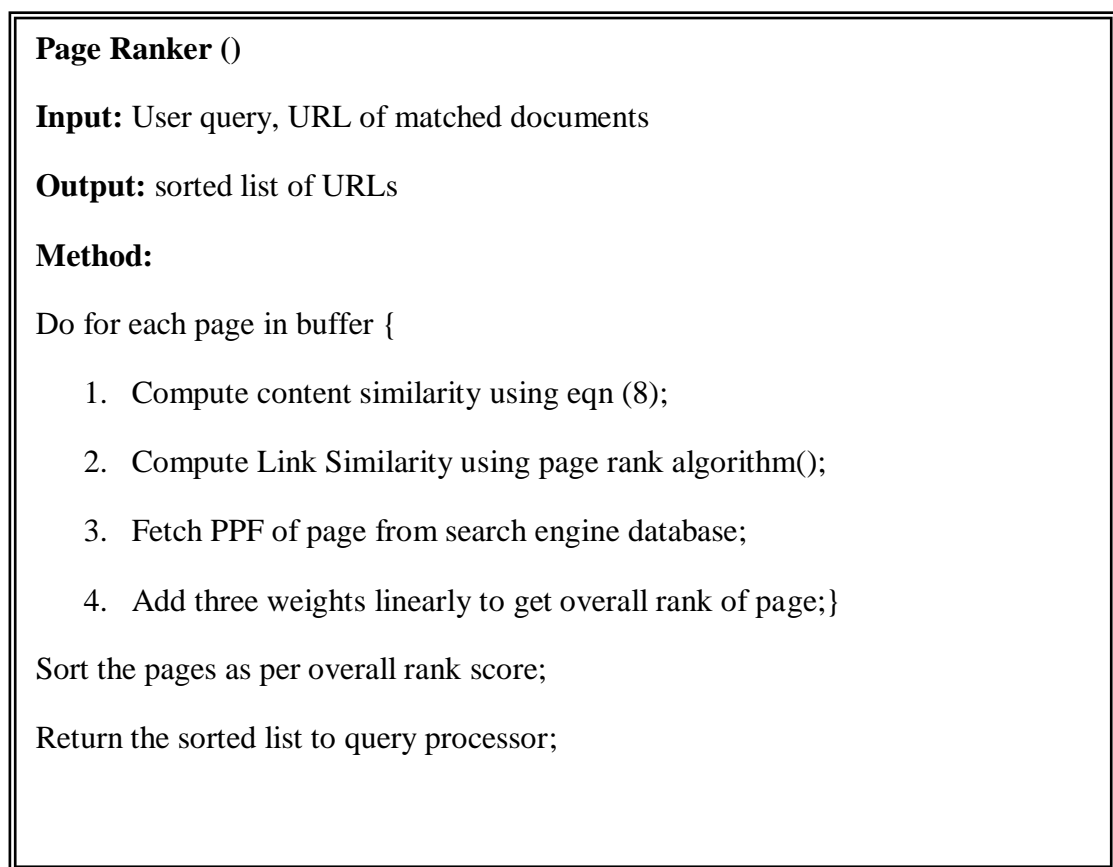 Page Ranker ()
Input: User query, URL of matched documents
Output: sorted list of URLs
Method:
Do for each page in buffer {
1. Compute content similarity using eqn (8);
2. Compute Link Similarity using page rank algorithm();
3. Fetch PPF of page from search engine database;
4. Add three weights linearly to get overall rank of page;}
Sort the pages as per overall rank score;
Return the sorted list to query processor;